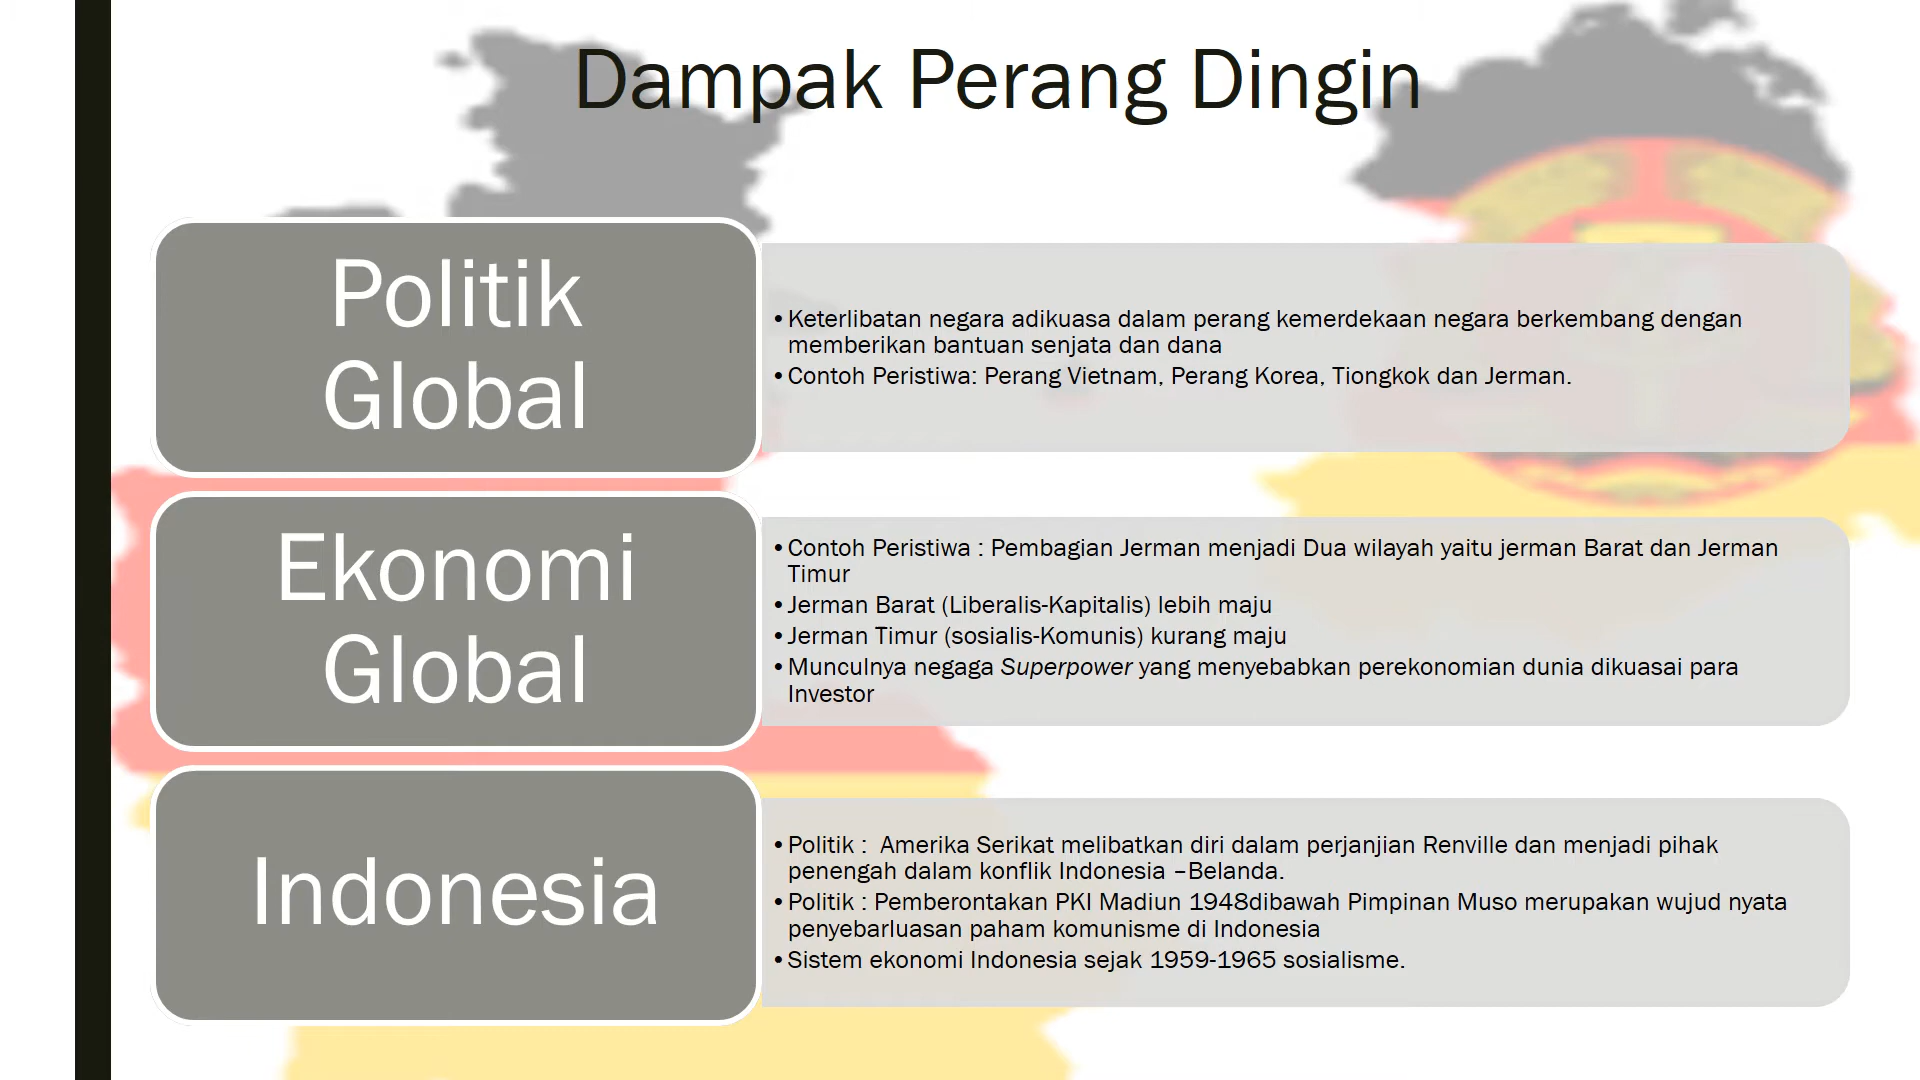 Dampak Perang Dingin
Politik
Global
•Keterlibatan negara adikuasa dalam perang kemerdekaan negara berkembang dengan
memberikan bantuan senjata dan dana
•Contoh Peristiwa: Perang Vietnam, Perang Korea, Tiongkok dan Jerman.
Ekonomi
Global
•Contoh Peristiwa : Pembagian Jerman menjadi Dua wilayah yaitu jerman Barat dan Jerman
Timur
•Jerman Barat (Liberalis-Kapitalis) lebih maju
•Jerman Timur (sosialis-Komunis) kurang maju
•Munculnya negaga Superpower yang menyebabkan perekonomian dunia dikuasai para
Investor
Indonesia
•Politik :  Amerika Serikat melibatkan diri dalam perjanjian Renville dan menjadi pihak
penengah dalam konflik Indonesia –Belanda.
•Politik : Pemberontakan PKI Madiun 1948dibawah Pimpinan Muso merupakan wujud nyata
penyebarluasan paham komunisme di Indonesia
•Sistem ekonomi Indonesia sejak 1959-1965 sosialisme.